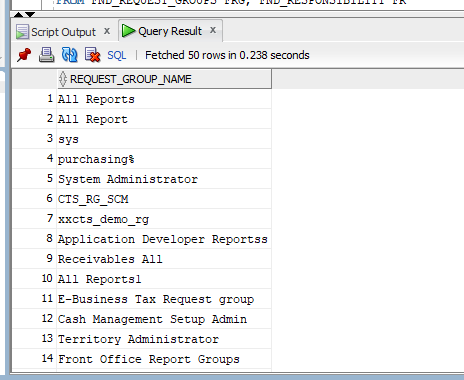 FROM FND_REQUEST_GROUPS FRG, FND_RESPONSIBILITY FR
Script Output x Query Result x
SQL | Fetched 50 rows in 0.238 seconds
REQUEST_GROUP_NAME
1 All Reports
2 All Report
3 sys
4 purchasing%
5 System Administrator
6 CTS_RG_SCM
7 xxcts_demo_rg
8 Application Developer Reportss
9 Receivables All
10 All Reports1
11 E-Business Tax Request group
12 Cash Management Setup Admin
13 Territory Administrator
14 Front Office Report Groups